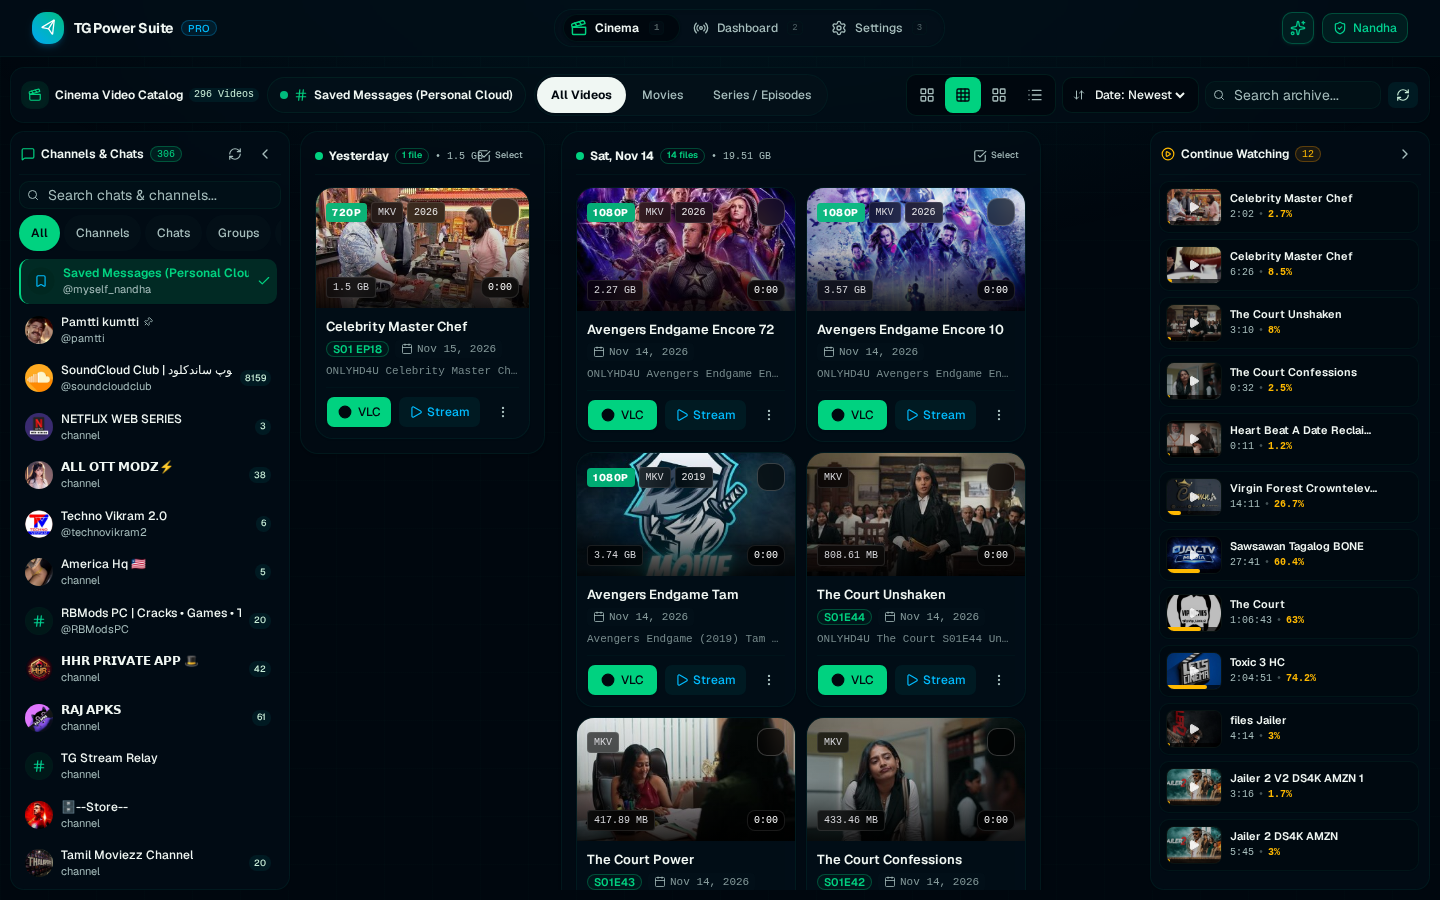 TG Power Suite PRO
Cinema 1
Dashboard 2
Settings 3
Nandha
Cinema Video Catalog 296 Videos
# Saved Messages (Personal Cloud)
All Videos
Movies
Series / Episodes
Date: Newest
Search archive...
Channels & Chats 306
Search chats & channels...
All
Channels
Chats
Groups
Saved Messages (Personal Clou
@myself_nandha
Pamtti kumtti
@pamtti
SoundCloud Club | وپ ساندکلود
@soundcloudclub
8159
NETFLIX WEB SERIES
channel
3
ALL OTT MODZ⚡
channel
38
Techno Vikram 2.0
@technovikram2
6
America Hq 🇺🇸
channel
5
RBMods PC | Cracks • Games • T
@RBModsPC
20
HHR PRIVATE APP 🎩
channel
42
RAJ APKS
channel
61
TG Stream Relay
channel
🗄️--Store--
channel
Tamil Moviezz Channel
channel
20
Yesterday 1 file • 1.5 GB
Select
720P MKV 2026
1.5 GB
0:00
Celebrity Master Chef
S01 EP18 Nov 15, 2026
ONLYHD4U Celebrity Master Ch…
VLC
Stream
Sat, Nov 14 14 files • 19.51 GB
Select
1080P MKV 2026
2.27 GB
0:00
Avengers Endgame Encore 72
Nov 14, 2026
ONLYHD4U Avengers Endgame En…
VLC
Stream
1080P MKV 2026
3.57 GB
0:00
Avengers Endgame Encore 10
Nov 14, 2026
ONLYHD4U Avengers Endgame En…
VLC
Stream
1080P MKV 2019
MOVIE
3.74 GB
0:00
Avengers Endgame Tam
Nov 14, 2026
Avengers Endgame (2019) Tam …
VLC
Stream
MKV
808.61 MB
0:00
The Court Unshaken
S01E44 Nov 14, 2026
ONLYHD4U The Court S01E44 Un…
VLC
Stream
MKV
417.89 MB
0:00
The Court Power
S01E43 Nov 14, 2026
MKV
433.46 MB
0:00
The Court Confessions
S01E42 Nov 14, 2026
Continue Watching 12
Celebrity Master Chef
2:02 • 2.7%
Celebrity Master Chef
6:26 • 8.5%
The Court Unshaken
3:10 • 8%
The Court Confessions
0:32 • 2.5%
Heart Beat A Date Reclai…
0:11 • 1.2%
Virgin Forest Crowntelev…
14:11 • 26.7%
Sawsawan Tagalog BONE
27:41 • 60.4%
The Court
1:06:43 • 63%
LETS
CINEMA
Toxic 3 HC
2:04:51 • 74.2%
files Jailer
4:14 • 3%
Jailer 2 V2 DS4K AMZN 1
3:16 • 1.7%
Jailer 2 DS4K AMZN
5:45 • 3%